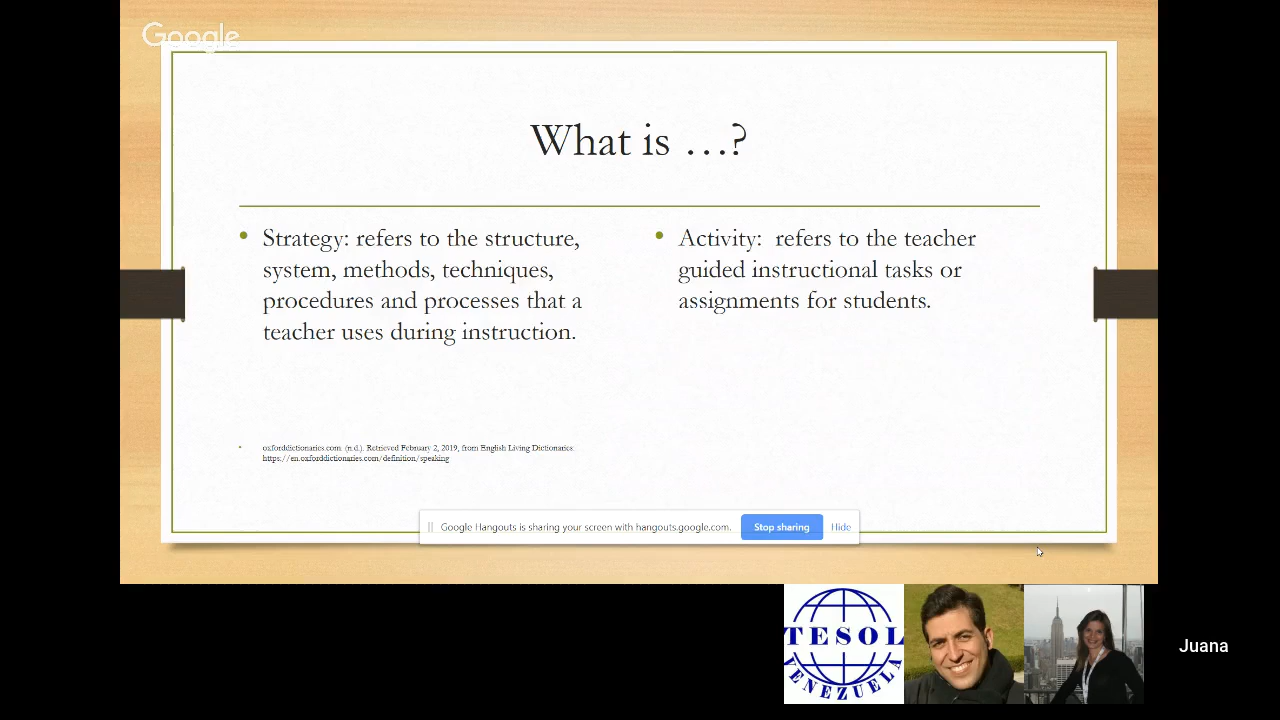 Google
What is …?
• Strategy: refers to the structure,
system, methods, techniques,
procedures and processes that a
teacher uses during instruction.
• Activity:  refers to the teacher
guided instructional tasks or
assignments for students.
• oxforddictionaries.com. (n.d.). Retrieved February 2, 2019, from English Living Dictionaries:
https://en.oxforddictionaries.com/definition/speaking
Google Hangouts is sharing your screen with hangouts.google.com.
Stop sharing
Hide
TESOL
VENEZUELA
Juana